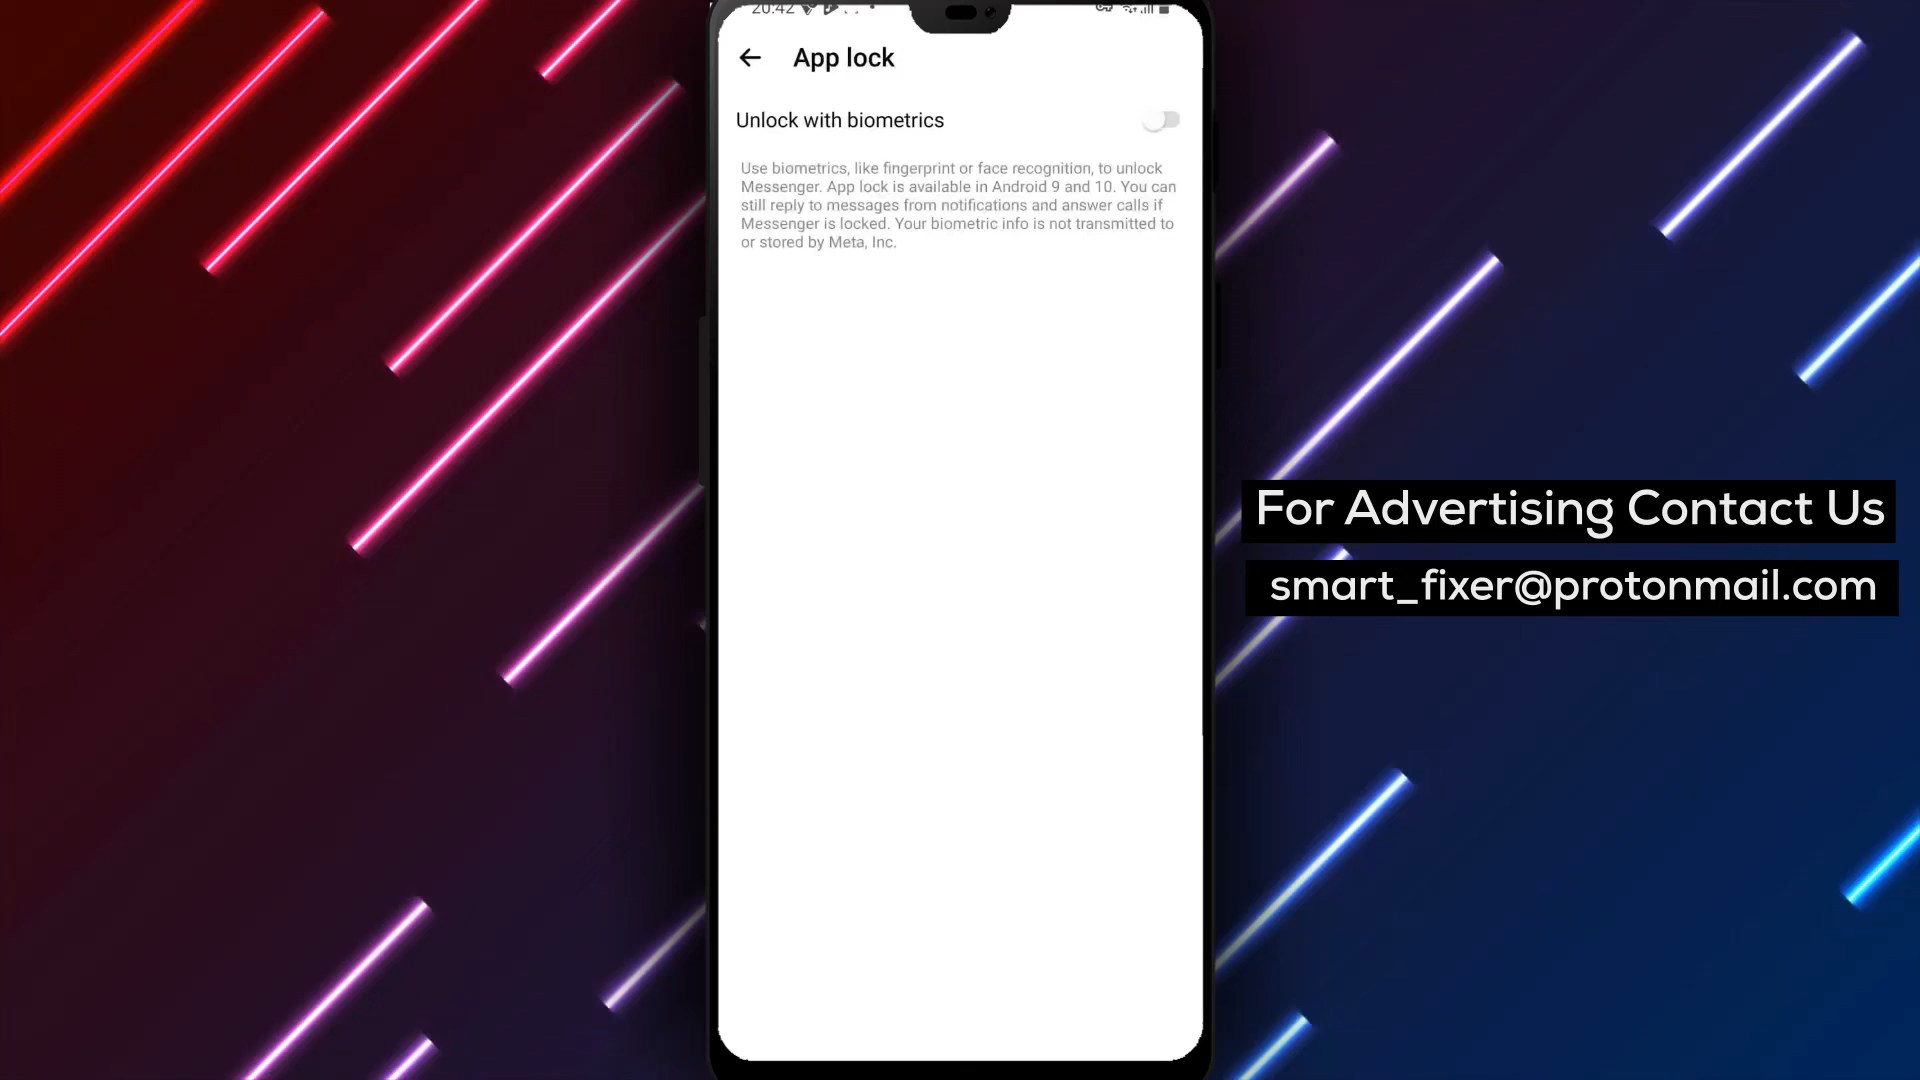 20:42
App lock
Unlock with biometrics
Use biometrics, like fingerprint or face recognition, to unlock
Messenger. App lock is available in Android 9 and 10. You can
still reply to messages from notifications and answer calls if
Messenger is locked. Your biometric info is not transmitted to
or stored by Meta, Inc.
For Advertising Contact Us
smart_fixer@protonmail.com